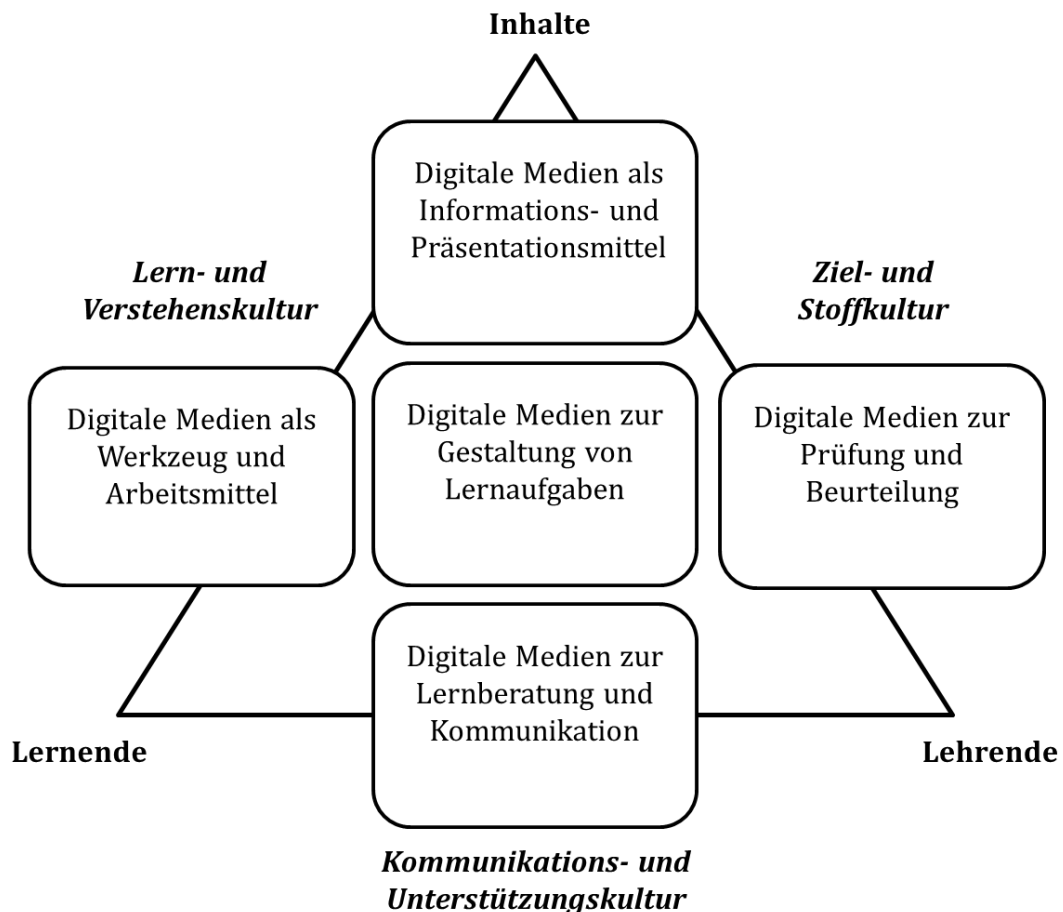 Inhalte
Digitale Medien als
Informations- und
Präsentationsmittel
Lern- und
Verstehenskultur
Ziel- und
Stoffkultur
Digitale Medien als
Werkzeug und
Arbeitsmittel
Digitale Medien zur
Gestaltung von
Lernaufgaben
Digitale Medien zur
Prüfung und
Beurteilung
Digitale Medien zur
Lernberatung und
Kommunikation
Lernende
Lehrende
Kommunikations- und
Unterstützungskultur